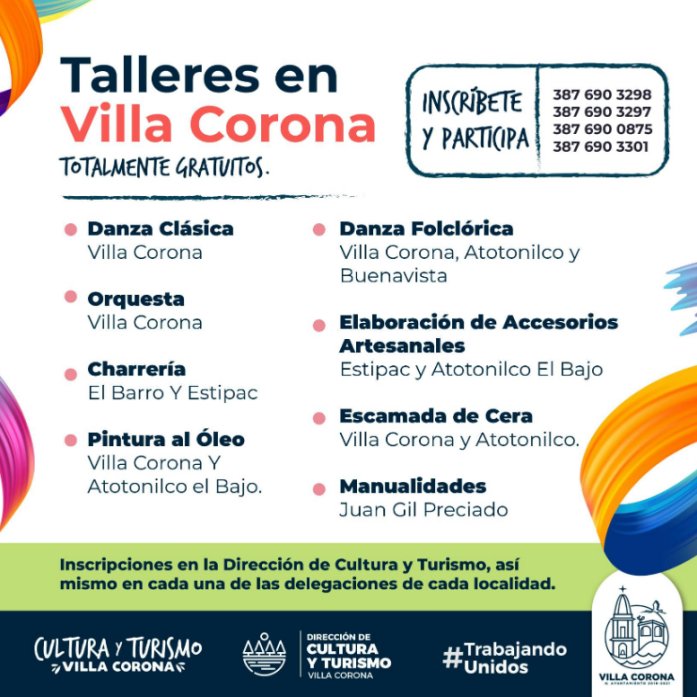 Talleres en
Villa Corona
TOTALMENTE GRATUITOS.
INSCRÍBETE
Y PARTICIPA
387 690 3298
387 690 3297
387 690 0875
387 690 3301
Danza Clásica
Villa Corona
Orquesta
Villa Corona
Charrería
El Barro Y Estipac
Pintura al Óleo
Villa Corona Y
Atotonilco el Bajo.
Danza Folclórica
Villa Corona, Atotonilco y
Buenavista
Elaboración de Accesorios
Artesanales
Estipac y Atotonilco El Bajo
Escamada de Cera
Villa Corona y Atotonilco.
Manualidades
Juan Gil Preciado
Inscripciones en la Dirección de Cultura y Turismo, así
mismo en cada una de las delegaciones de cada localidad.
CULTURA Y TURISMO
VILLA CORONA
DIRECCIÓN DE
CULTURA
Y TURISMO
VILLA CORONA
#Trabajando
Unidos
VILLA CORONA
H. AYUNTAMIENTO 2018-2021